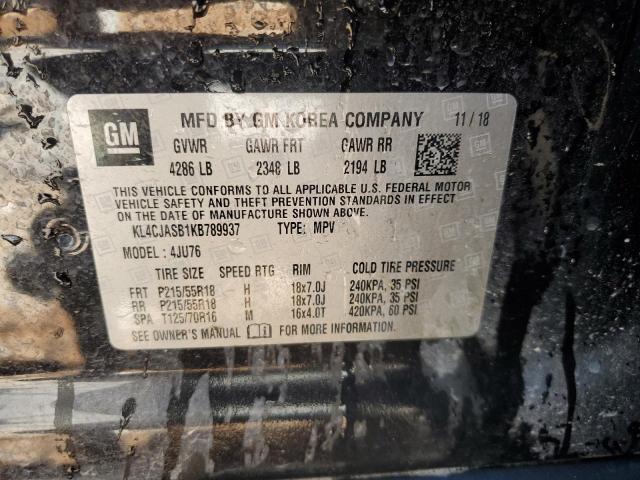 GM
MFD BY GM KOREA COMPANY 11/18
GVWR GAWR FRT GAWR RR
4286 LB 2348 LB 2194 LB
THIS VEHICLE CONFORMS TO ALL APPLICABLE U.S. FEDERAL MOTOR
VEHICLE SAFETY AND THEFT PREVENTION STANDARDS IN EFFECT
ON THE DATE OF MANUFACTURE SHOWN ABOVE.
KL4CJASB1KB789937 TYPE: MPV
MODEL: 4JU76
TIRE SIZE SPEED RTG RIM COLD TIRE PRESSURE
FRT P215/55R18 H 18x7.0J 240KPA, 35 PSI
RR P215/55R18 H 18x7.0J 240KPA, 35 PSI
SPA T125/70R16 M 16x4.0T 420KPA, 60 PSI
SEE OWNER'S MANUAL FOR MORE INFORMATION.